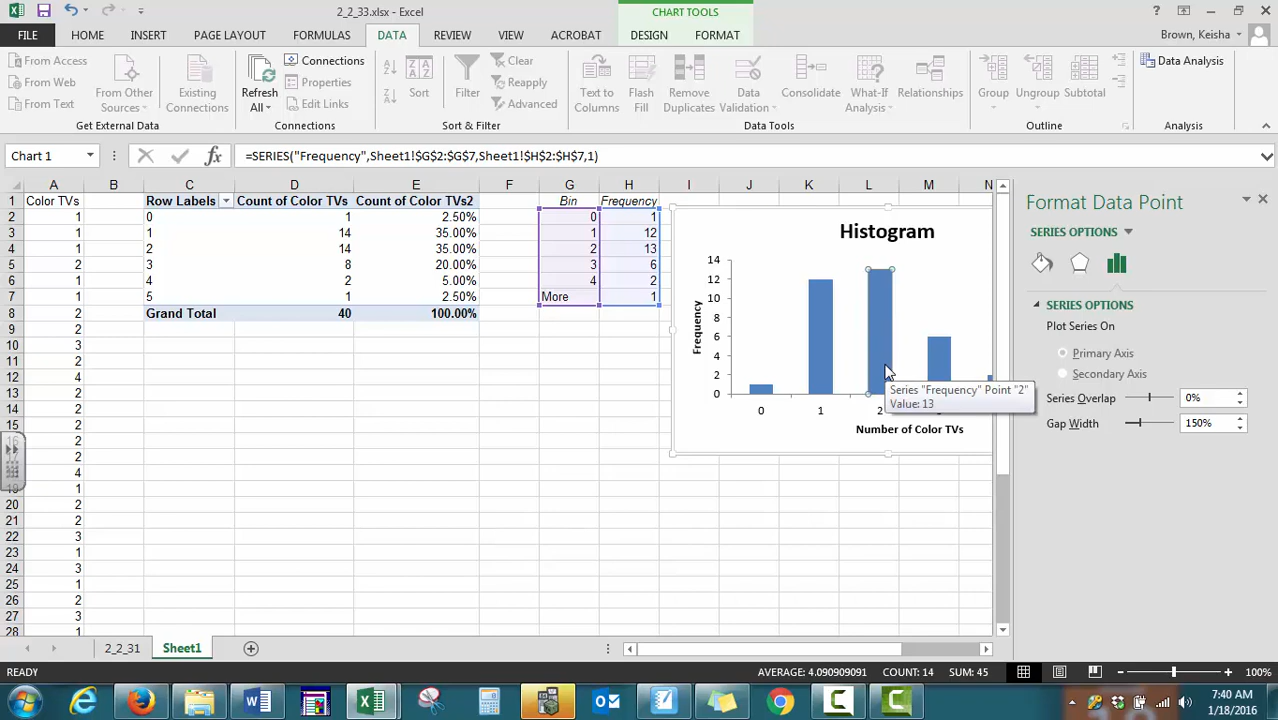 2_2_33.xlsx - Excel
CHART TOOLS
FILE HOME INSERT PAGE LAYOUT FORMULAS DATA REVIEW VIEW ACROBAT DESIGN FORMAT Brown, Keisha
From Access
From Web
From Text
From Other Sources
Existing Connections
Get External Data
Refresh All
Connections
Properties
Edit Links
Connections
Sort
Filter
Clear
Reapply
Advanced
Sort & Filter
Text to Columns
Flash Fill
Remove Duplicates
Data Validation
Consolidate
What-If Analysis
Relationships
Data Tools
Group
Ungroup
Subtotal
Outline
Data Analysis
Analysis
Chart 1 fx =SERIES("Frequency",Sheet1!$G$2:$G$7,Sheet1!$H$2:$H$7,1)
A B C D E F G H I J K L M N
1 Color TVs Row Labels Count of Color TVs Count of Color TVs2 Bin Frequency
2 1 0 1 2.50% 0 1
3 1 1 14 35.00% 1 12
4 1 2 14 35.00% 2 13
5 2 3 8 20.00% 3 6
6 1 4 2 5.00% 4 2
7 1 5 1 2.50% More 1
8 2 Grand Total 40 100.00%
9 2
10 3
11 2
12 4
13 2
14 2
15 2
16 2
17 2
18 4
19 1
20 2
21 2
22 3
23 1
24 3
25 1
26 2
27 3
28 1
Histogram
Frequency
14
12
10
8
6
4
2
0
0 1 2
Number of Color TVs
Series "Frequency" Point "2"
Value: 13
Format Data Point
SERIES OPTIONS
SERIES OPTIONS
Plot Series On
Primary Axis
Secondary Axis
Series Overlap 0%
Gap Width 150%
2_2_31 Sheet1
READY AVERAGE: 4.090909091 COUNT: 14 SUM: 45 100%
7:40 AM
1/18/2016